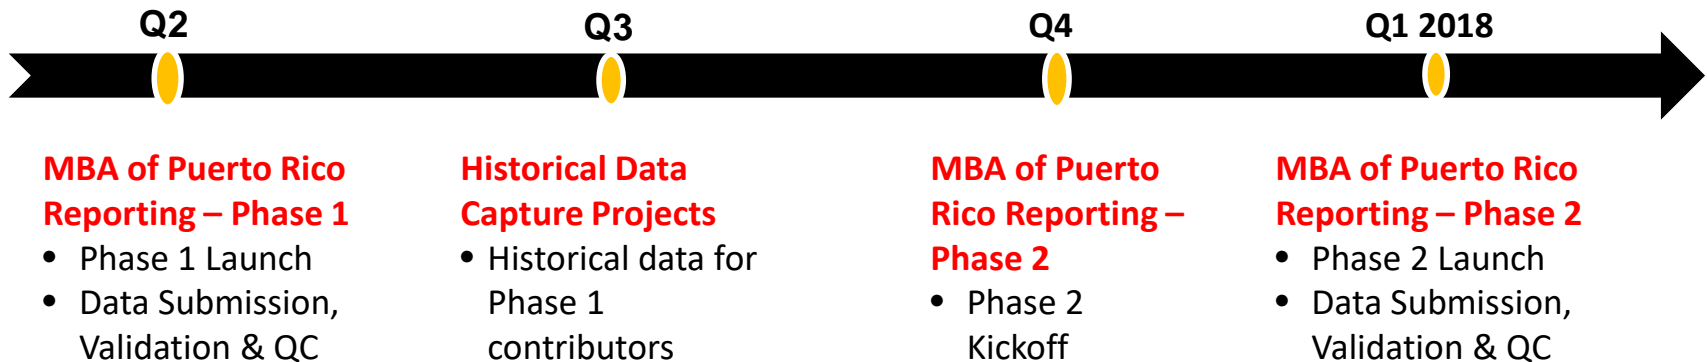 Q2
Q3
Q4
Q1 2018
MBA of Puerto Rico
Reporting – Phase 1
• Phase 1 Launch
• Data Submission,
Validation & QC
Historical Data
Capture Projects
• Historical data for
Phase 1
contributors
MBA of Puerto
Rico Reporting –
Phase 2
• Phase 2
Kickoff
MBA of Puerto Rico
Reporting – Phase 2
• Phase 2 Launch
• Data Submission,
Validation & QC